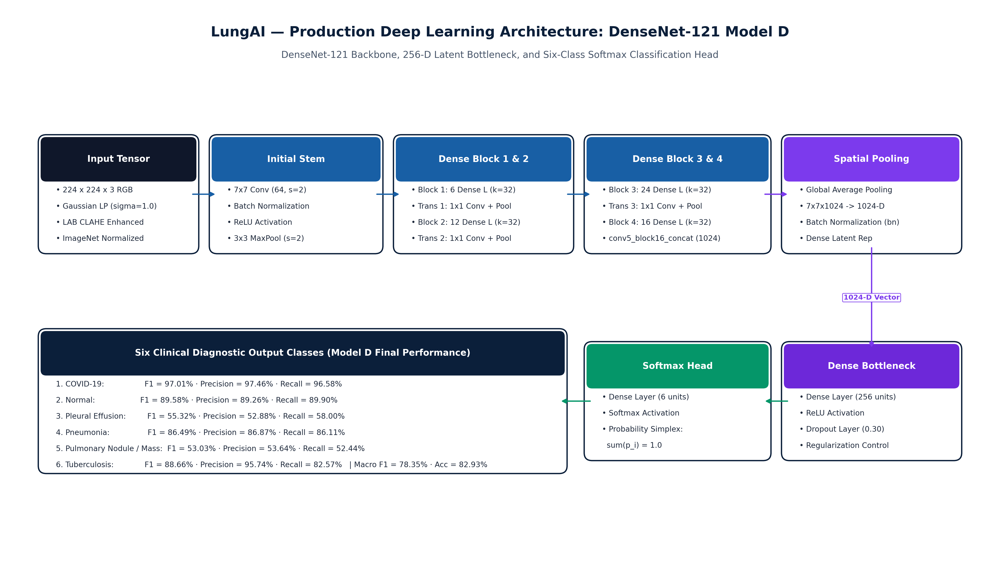 LungAI — Production Deep Learning Architecture: DenseNet-121 Model D
DenseNet-121 Backbone, 256-D Latent Bottleneck, and Six-Class Softmax Classification Head
Input Tensor
• 224 x 224 x 3 RGB
• Gaussian LP (sigma=1.0)
• LAB CLAHE Enhanced
• ImageNet Normalized
Initial Stem
• 7x7 Conv (64, s=2)
• Batch Normalization
• ReLU Activation
• 3x3 MaxPool (s=2)
Dense Block 1 & 2
• Block 1: 6 Dense L (k=32)
• Trans 1: 1x1 Conv + Pool
• Block 2: 12 Dense L (k=32)
• Trans 2: 1x1 Conv + Pool
Dense Block 3 & 4
• Block 3: 24 Dense L (k=32)
• Trans 3: 1x1 Conv + Pool
• Block 4: 16 Dense L (k=32)
• conv5_block16_concat (1024)
Spatial Pooling
• Global Average Pooling
• 7x7x1024 -> 1024-D
• Batch Normalization (bn)
• Dense Latent Rep
1024-D Vector
Dense Bottleneck
• Dense Layer (256 units)
• ReLU Activation
• Dropout Layer (0.30)
• Regularization Control
Softmax Head
• Dense Layer (6 units)
• Softmax Activation
• Probability Simplex:
sum(p_i) = 1.0
Six Clinical Diagnostic Output Classes (Model D Final Performance)
1. COVID-19: F1 = 97.01% · Precision = 97.46% · Recall = 96.58%
2. Normal: F1 = 89.58% · Precision = 89.26% · Recall = 89.90%
3. Pleural Effusion: F1 = 55.32% · Precision = 52.88% · Recall = 58.00%
4. Pneumonia: F1 = 86.49% · Precision = 86.87% · Recall = 86.11%
5. Pulmonary Nodule / Mass: F1 = 53.03% · Precision = 53.64% · Recall = 52.44%
6. Tuberculosis: F1 = 88.66% · Precision = 95.74% · Recall = 82.57% | Macro F1 = 78.35% · Acc = 82.93%